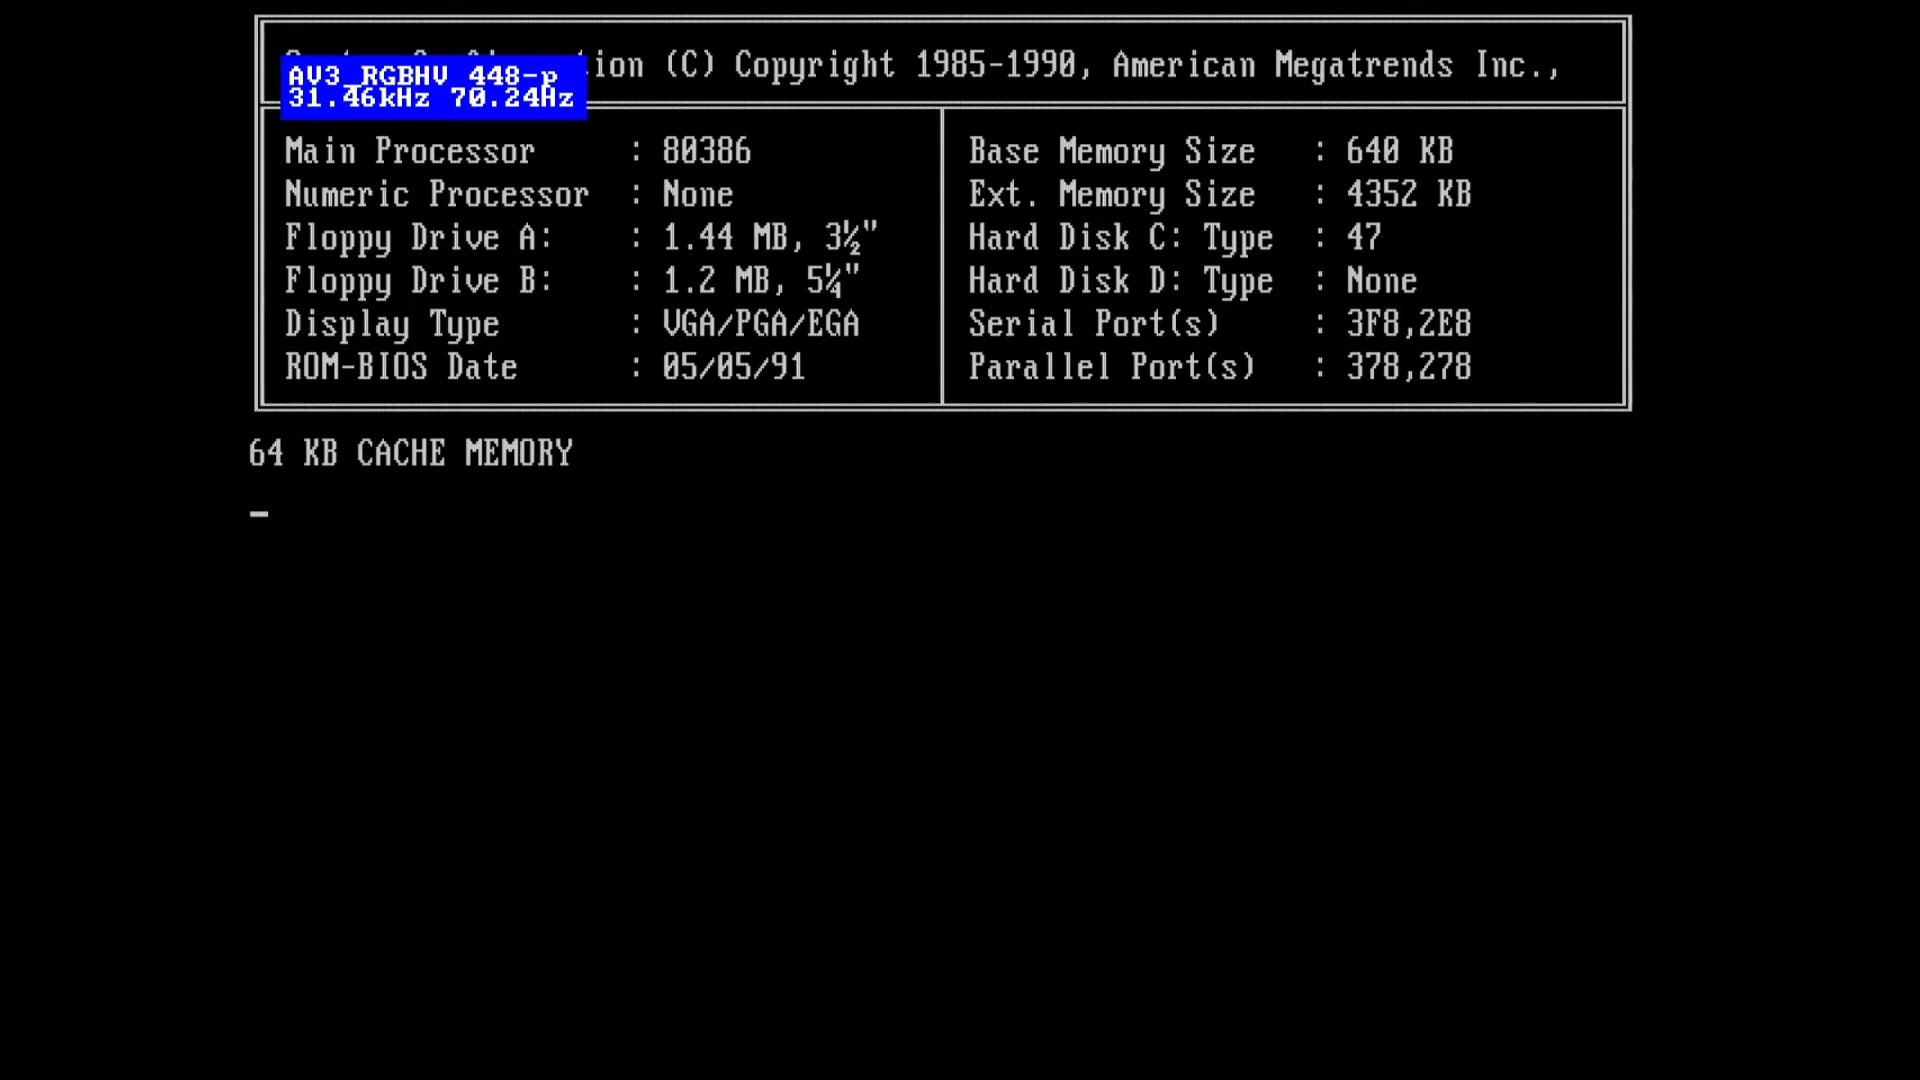 AV3_RGBHV 448-p
31.46kHz 70.24Hz
(C) Copyright 1985-1990, American Megatrends Inc.,
Main Processor : 80386
Numeric Processor : None
Floppy Drive A: : 1.44 MB, 3½"
Floppy Drive B: : 1.2 MB, 5¼"
Display Type : VGA/PGA/EGA
ROM-BIOS Date : 05/05/91
Base Memory Size : 640 KB
Ext. Memory Size : 4352 KB
Hard Disk C: Type : 47
Hard Disk D: Type : None
Serial Port(s) : 3F8,2E8
Parallel Port(s) : 378,278
64 KB CACHE MEMORY